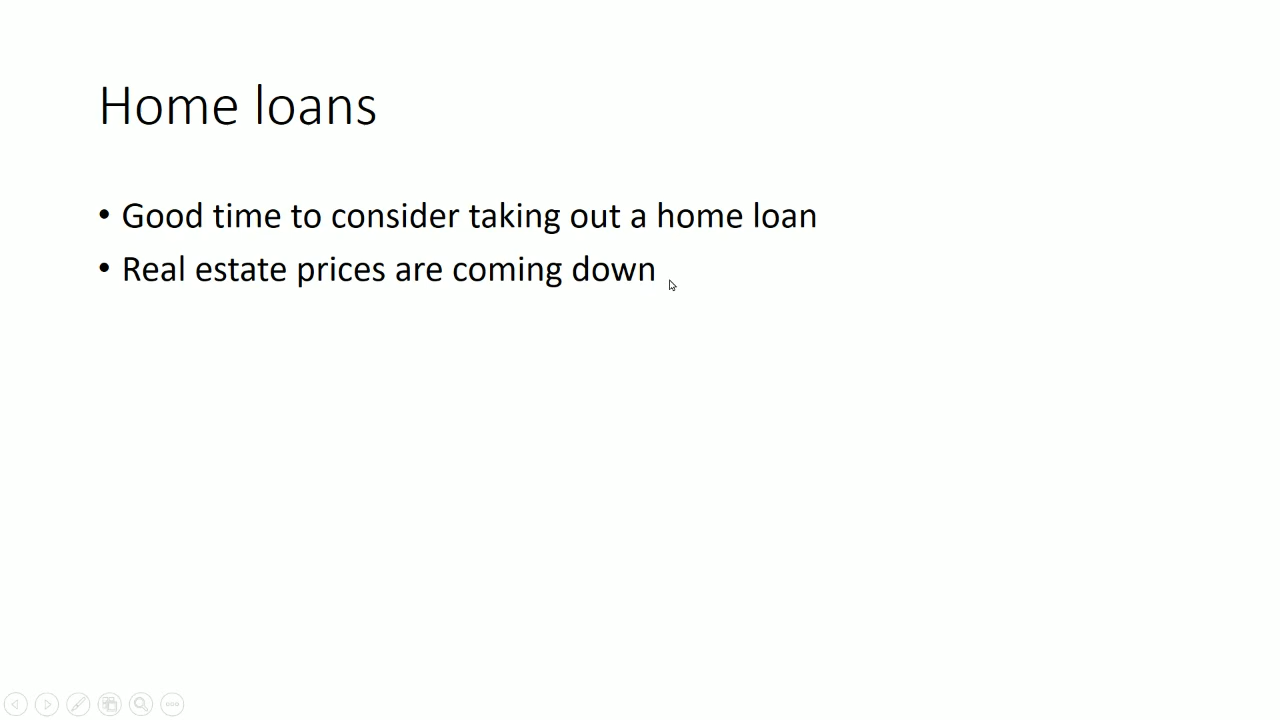 Home loans
• Good time to consider taking out a home loan
• Real estate prices are coming down